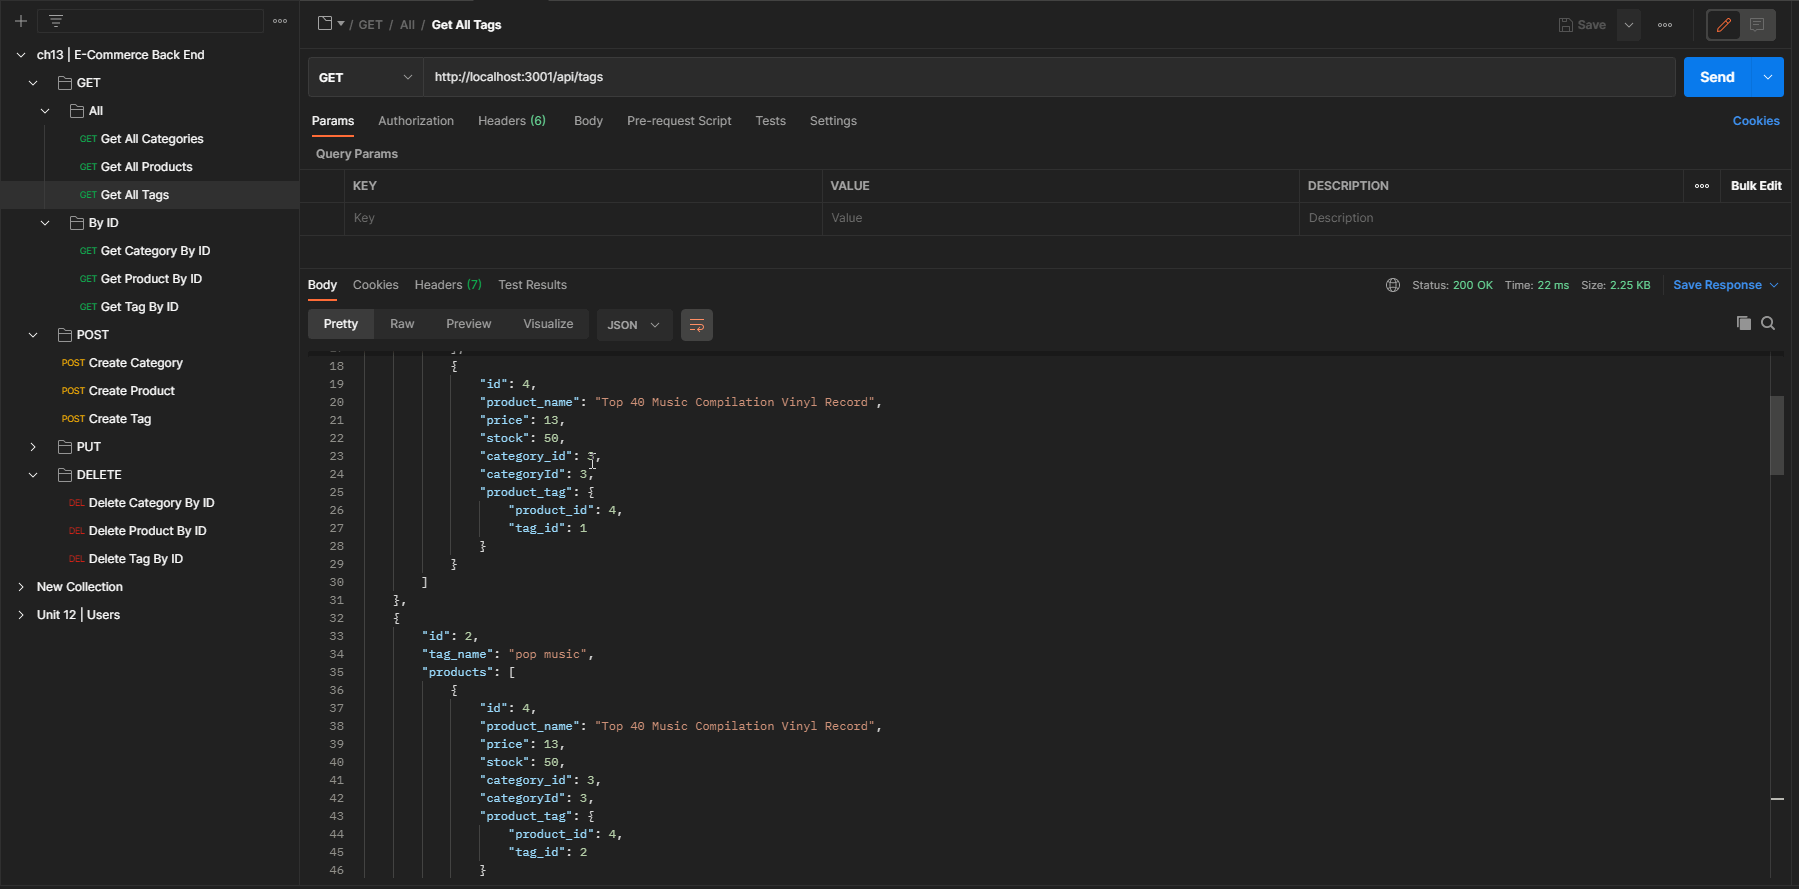 ch13 | E-Commerce Back End
GET
All
GET Get All Categories
GET Get All Products
GET Get All Tags
By ID
GET Get Category By ID
GET Get Product By ID
GET Get Tag By ID
POST
POST Create Category
POST Create Product
POST Create Tag
PUT
DELETE
DEL Delete Category By ID
DEL Delete Product By ID
DEL Delete Tag By ID
New Collection
Unit 12 | Users
/ GET / All / Get All Tags
Save
GET http://localhost:3001/api/tags Send
Params Authorization Headers (6) Body Pre-request Script Tests Settings Cookies
Query Params
KEY VALUE DESCRIPTION Bulk Edit
Key Value Description
Body Cookies Headers (7) Test Results Status: 200 OK Time: 22 ms Size: 2.25 KB Save Response
Pretty Raw Preview Visualize JSON
18 {
19 "id": 4,
20 "product_name": "Top 40 Music Compilation Vinyl Record",
21 "price": 13,
22 "stock": 50,
23 "category_id": 3,
24 "categoryId": 3,
25 "product_tag": {
26 "product_id": 4,
27 "tag_id": 1
28 }
29 }
30 ]
31 },
32 {
33 "id": 2,
34 "tag_name": "pop music",
35 "products": [
36 {
37 "id": 4,
38 "product_name": "Top 40 Music Compilation Vinyl Record",
39 "price": 13,
40 "stock": 50,
41 "category_id": 3,
42 "categoryId": 3,
43 "product_tag": {
44 "product_id": 4,
45 "tag_id": 2
46 }